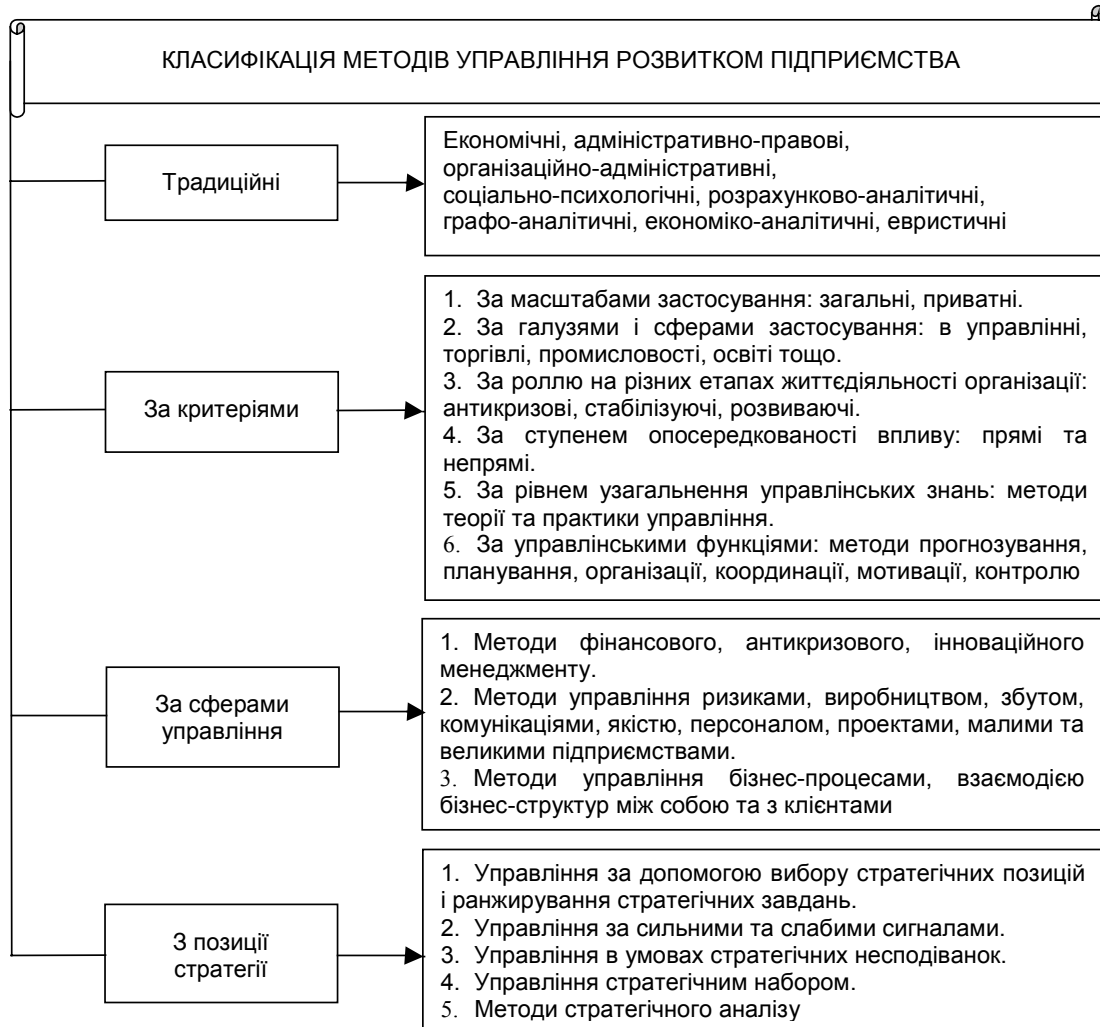 КЛАСИФІКАЦІЯ МЕТОДІВ УПРАВЛІННЯ РОЗВИТКОМ ПІДПРИЄМСТВА
Традиційні
Економічні, адміністративно-правові,
організаційно-адміністративні,
соціально-психологічні, розрахунково-аналітичні,
графо-аналітичні, економіко-аналітичні, евристичні
За критеріями
1. За масштабами застосування: загальні, приватні.
2. За галузями і сферами застосування: в управлінні,
торгівлі, промисловості, освіті тощо.
3. За роллю на різних етапах життєдіяльності організації:
антикризові, стабілізуючі, розвиваючі.
4. За ступенем опосередкованості впливу: прямі та
непрямі.
5. За рівнем узагальнення управлінських знань: методи
теорії та практики управління.
6. За управлінськими функціями: методи прогнозування,
планування, організації, координації, мотивації, контролю
За сферами
управління
1. Методи фінансового, антикризового, інноваційного
менеджменту.
2. Методи управління ризиками, виробництвом, збутом,
комунікаціями, якістю, персоналом, проектами, малими та
великими підприємствами.
3. Методи управління бізнес-процесами, взаємодією
бізнес-структур між собою та з клієнтами
З позиції
стратегії
1. Управління за допомогою вибору стратегічних позицій
і ранжирування стратегічних завдань.
2. Управління за сильними та слабими сигналами.
3. Управління в умовах стратегічних несподіванок.
4. Управління стратегічним набором.
5. Методи стратегічного аналізу